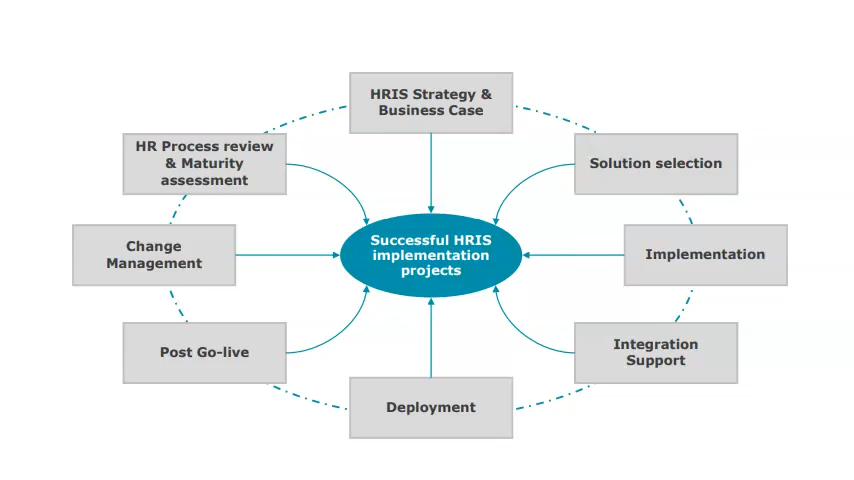 HRIS Strategy &
Business Case
HR Process review
& Maturity
assessment
Solution selection
Change
Management
Successful HRIS
implementation
projects
Implementation
Post Go-live
Integration
Support
Deployment